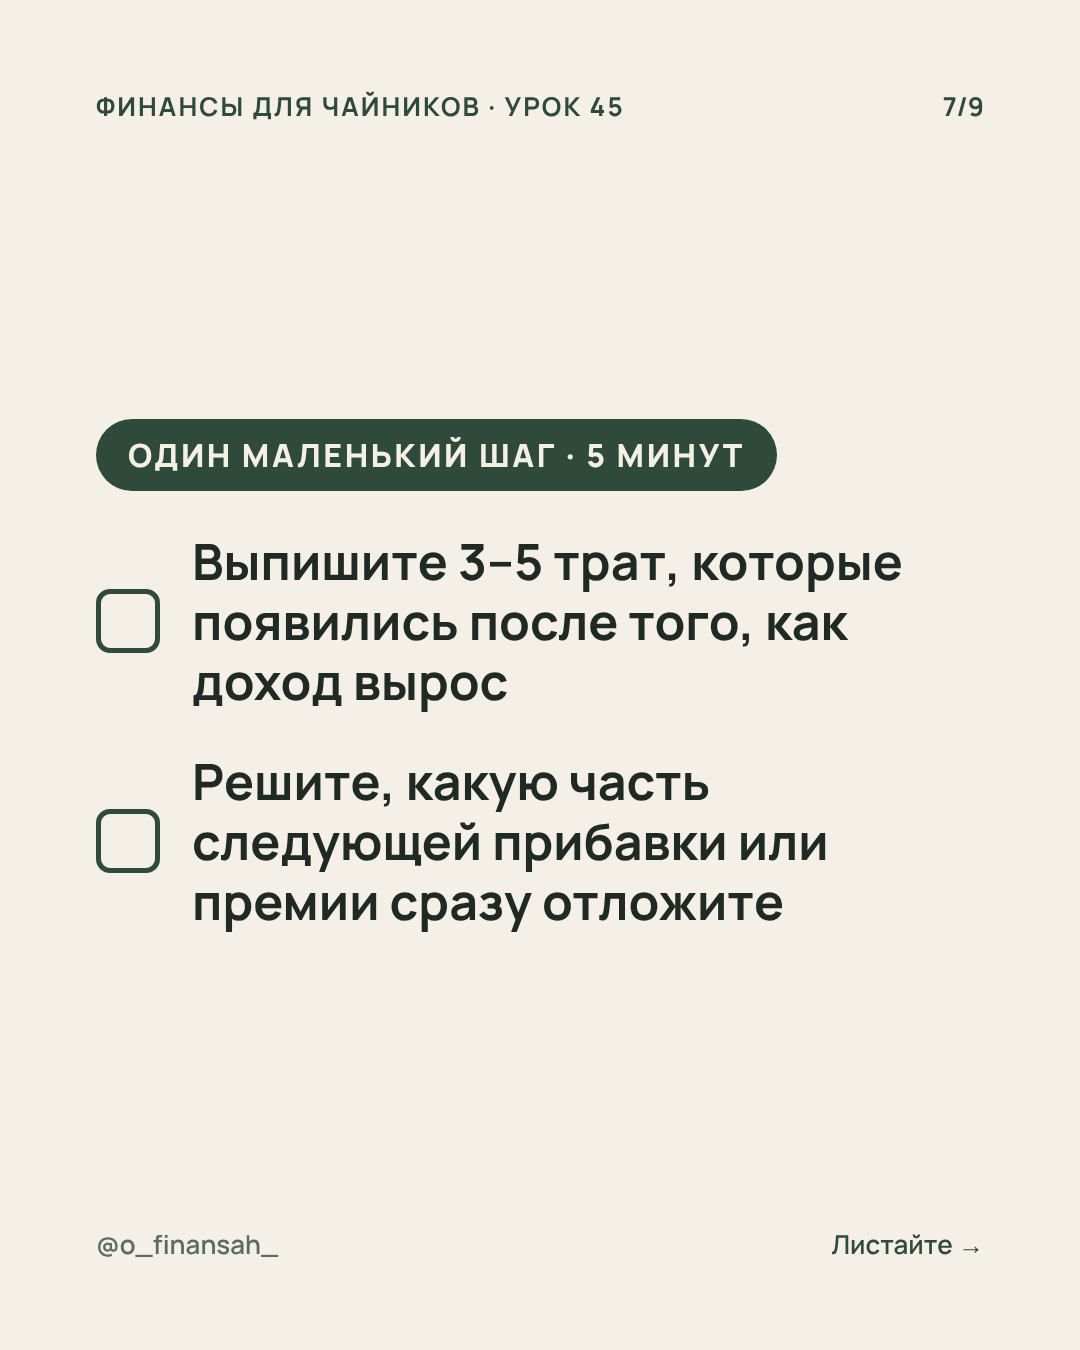 ФИНАНСЫ ДЛЯ ЧАЙНИКОВ · УРОК 45
7/9
ОДИН МАЛЕНЬКИЙ ШАГ · 5 МИНУТ
Выпишите 3–5 трат, которые
появились после того, как
доход вырос
Решите, какую часть
следующей прибавки или
премии сразу отложите
@o_finansah_
Листайте →